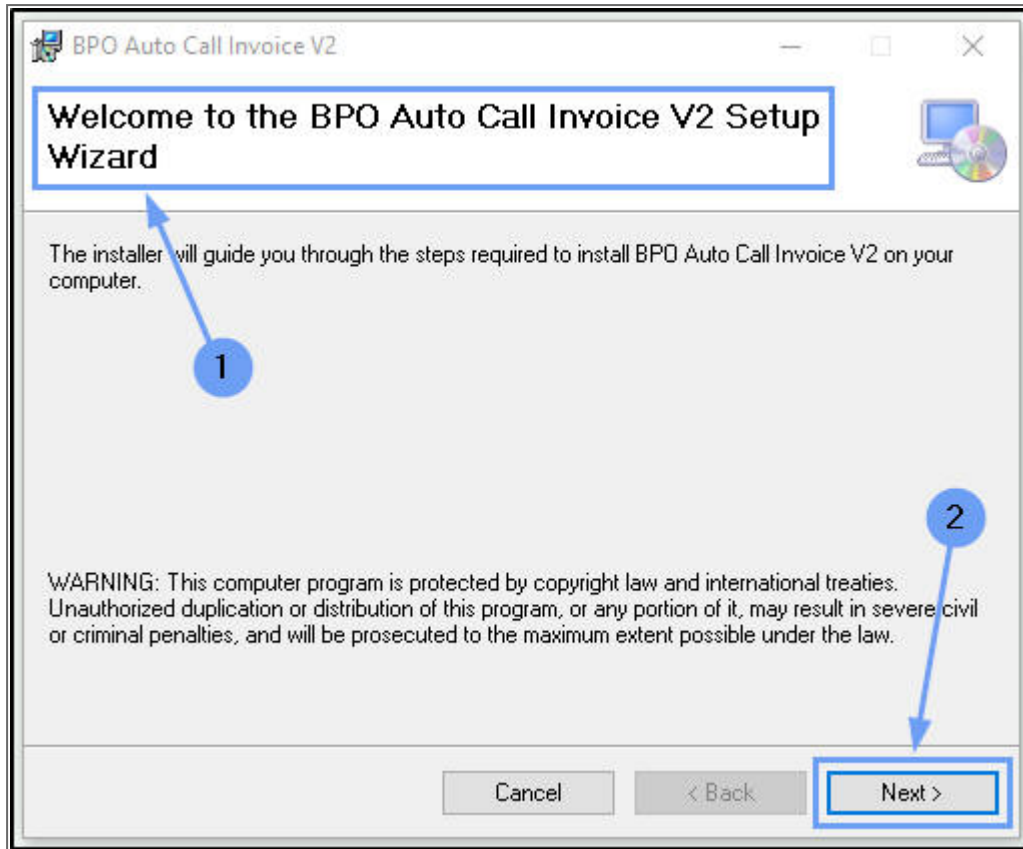 BPO Auto Call Invoice V2
Welcome to the BPO Auto Call Invoice V2 Setup
Wizard
The installer will guide you through the steps required to install BPO Auto Call Invoice V2 on your
computer.
1
2
WARNING: This computer program is protected by copyright law and international treaties.
Unauthorized duplication or distribution of this program, or any portion of it, may result in severe civil
or criminal penalties, and will be prosecuted to the maximum extent possible under the law.
Cancel
< Back
Next >